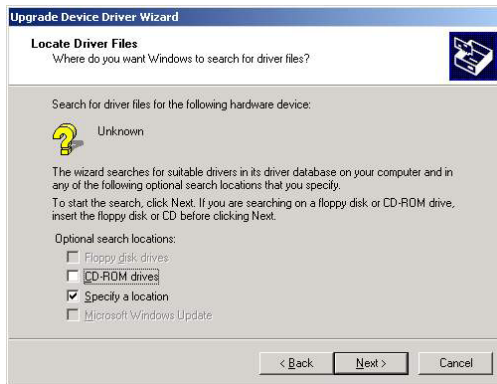 Upgrade Device Driver Wizard
Locate Driver Files
Where do you want Windows to search for driver files?
Search for driver files for the following hardware device:
Unknown
The wizard searches for suitable drivers in its driver database on your computer and in
any of the following optional search locations that you specify.
To start the search, click Next. If you are searching on a floppy disk or CD-ROM drive,
insert the floppy disk or CD before clicking Next.
Optional search locations:
Floppy disk drives
CD-ROM drives
Specify a location
Microsoft Windows Update
< Back Next > Cancel